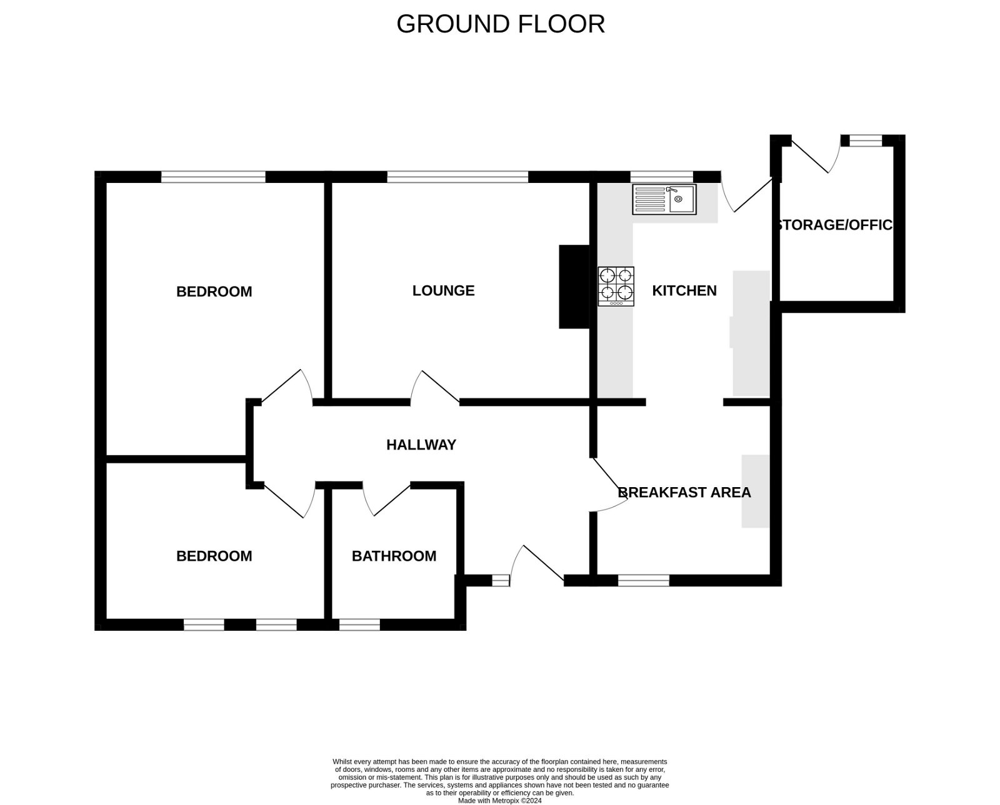 GROUND FLOOR
STORAGE/OFFIC
BEDROOM
LOUNGE
KITCHEN
HALLWAY
BREAKFAST AREA
BEDROOM
BATHROOM
Whilst every attempt has been made to ensure the accuracy of the floorplan contained here, measurements
of doors, windows, rooms and any other items are approximate and no responsibility is taken for any error,
omission or mis-statement. This plan is for illustrative purposes only and should be used as such by any
prospective purchaser. The services, systems and appliances shown have not been tested and no guarantee
as to their operability or efficiency can be given.
Made with Metropix ©2024